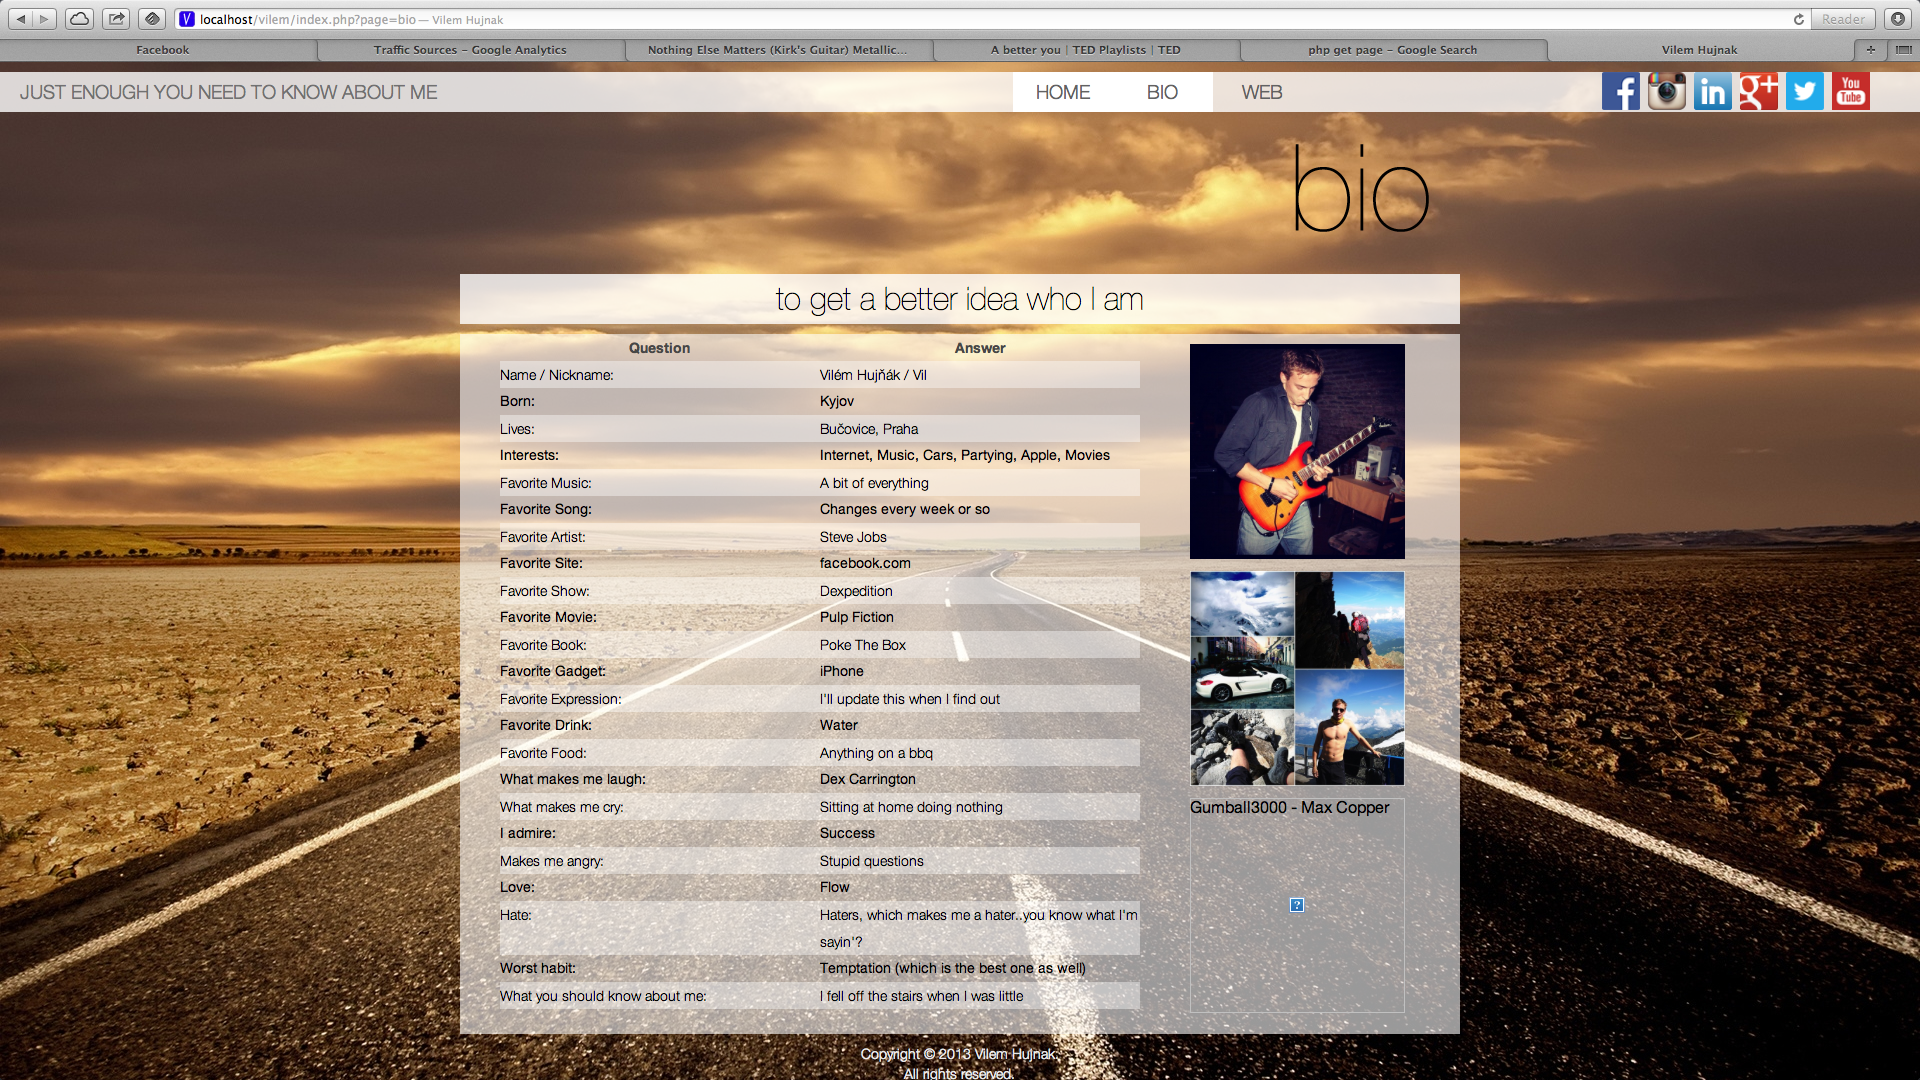 localhost/vilem/index.php?page=bio — Vilem Hujnak
Reader
Facebook
Traffic Sources – Google Analytics
Nothing Else Matters (Kirk's Guitar) Metallic...
A better you | TED Playlists | TED
php get page – Google Search
Vilem Hujnak
JUST ENOUGH YOU NEED TO KNOW ABOUT ME
HOME
BIO
WEB
f
in
g+
You
Tube
bio
to get a better idea who I am
Question Answer
Name / Nickname: Vilém Hujňák / Vil
Born: Kyjov
Lives: Bučovice, Praha
Interests: Internet, Music, Cars, Partying, Apple, Movies
Favorite Music: A bit of everything
Favorite Song: Changes every week or so
Favorite Artist: Steve Jobs
Favorite Site: facebook.com
Favorite Show: Dexpedition
Favorite Movie: Pulp Fiction
Favorite Book: Poke The Box
Favorite Gadget: iPhone
Favorite Expression: I'll update this when I find out
Favorite Drink: Water
Favorite Food: Anything on a bbq
What makes me laugh: Dex Carrington
What makes me cry: Sitting at home doing nothing
I admire: Success
Makes me angry: Stupid questions
Love: Flow
Hate: Haters, which makes me a hater..you know what I'm
sayin'?
Worst habit: Temptation (which is the best one as well)
What you should know about me: I fell off the stairs when I was little
Gumball3000 - Max Copper
Copyright © 2013 Vilem Hujnak.
All rights reserved.